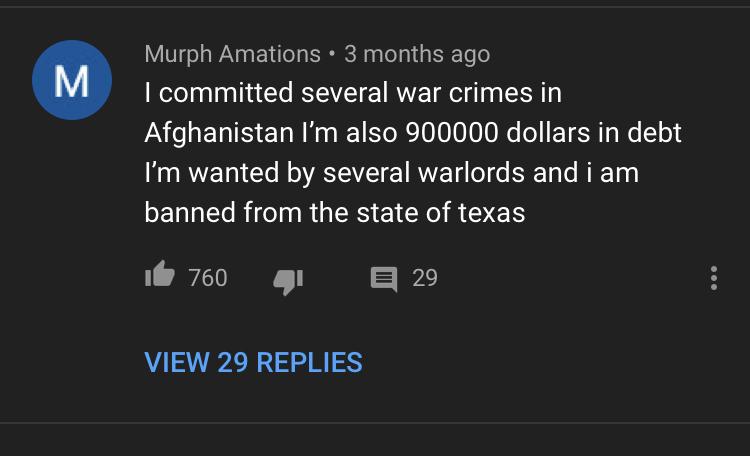 M
Murph Amations • 3 months ago
I committed several war crimes in
Afghanistan I’m also 900000 dollars in debt
I’m wanted by several warlords and i am
banned from the state of texas
760 29
VIEW 29 REPLIES